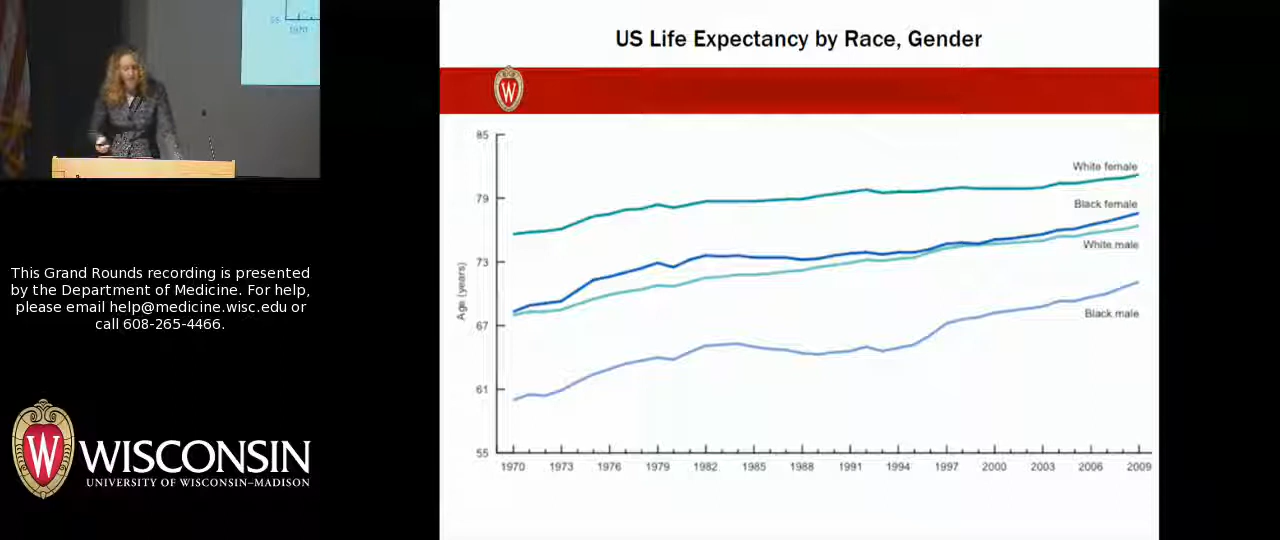 55
1970
US Life Expectancy by Race, Gender
W
85
White female
79
Black female
White male
73
Age (years)
67
Black male
61
55
1970 1973 1976 1979 1982 1985 1988 1991 1994 1997 2000 2003 2006 2009
This Grand Rounds recording is presented
by the Department of Medicine. For help,
please email help@medicine.wisc.edu or
call 608-265-4466.
W
WISCONSIN
UNIVERSITY OF WISCONSIN–MADISON